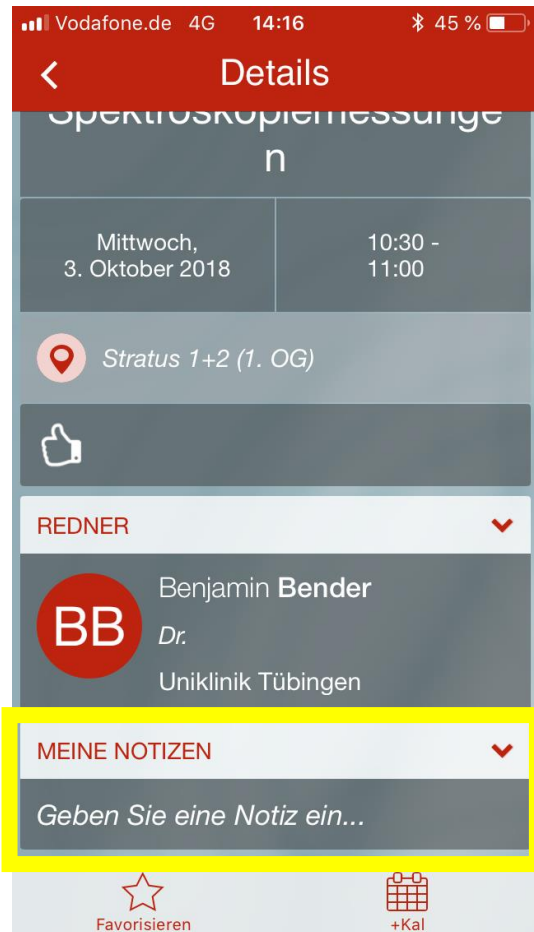 Vodafone.de 4G 14:16 45 %
Details
Spektroskopiemessunge
n
Mittwoch,
3. Oktober 2018
10:30 -
11:00
Stratus 1+2 (1. OG)
REDNER
BB
Benjamin Bender
Dr.
Uniklinik Tübingen
MEINE NOTIZEN
Geben Sie eine Notiz ein...
Favorisieren
+Kal